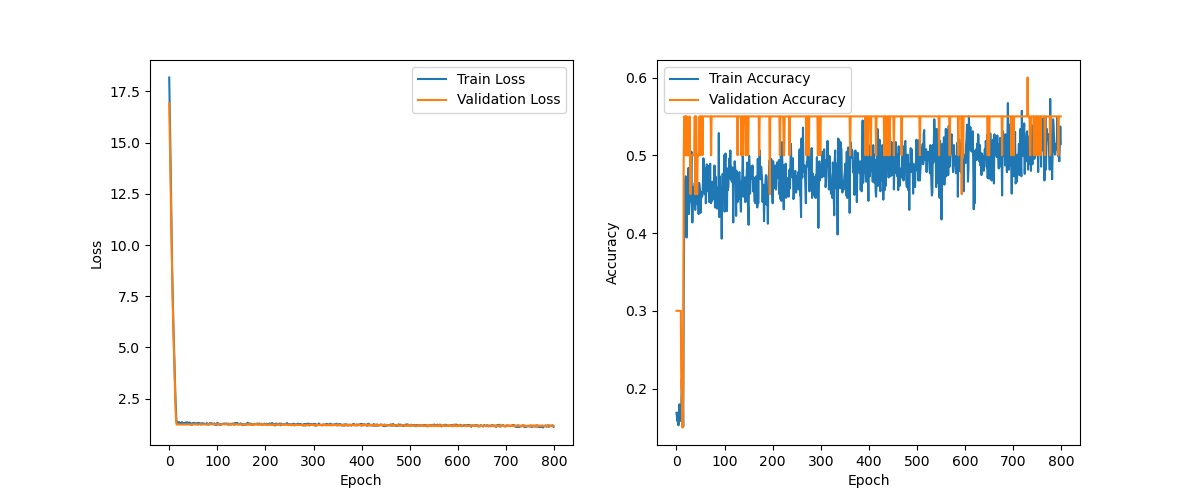 Train Loss
Validation Loss
17.5
15.0
12.5
10.0
7.5
5.0
2.5
Loss
0 100 200 300 400 500 600 700 800
Epoch
Train Accuracy
Validation Accuracy
0.6
0.5
0.4
0.3
0.2
Accuracy
0 100 200 300 400 500 600 700 800
Epoch